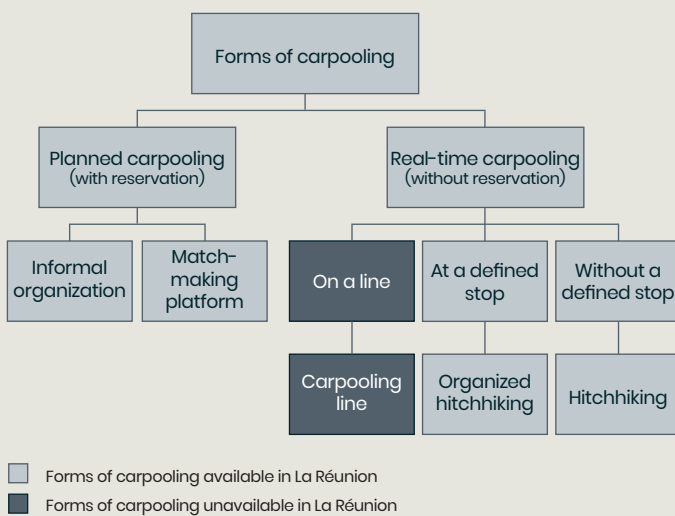 Forms of carpooling
Planned carpooling
(with reservation)
Real-time carpooling
(without reservation)
Informal
organization
Match-
making
platform
On a line
At a defined
stop
Without a
defined stop
Carpooling
line
Organized
hitchhiking
Hitchhiking
Forms of carpooling available in La Réunion
Forms of carpooling unavailable in La Réunion